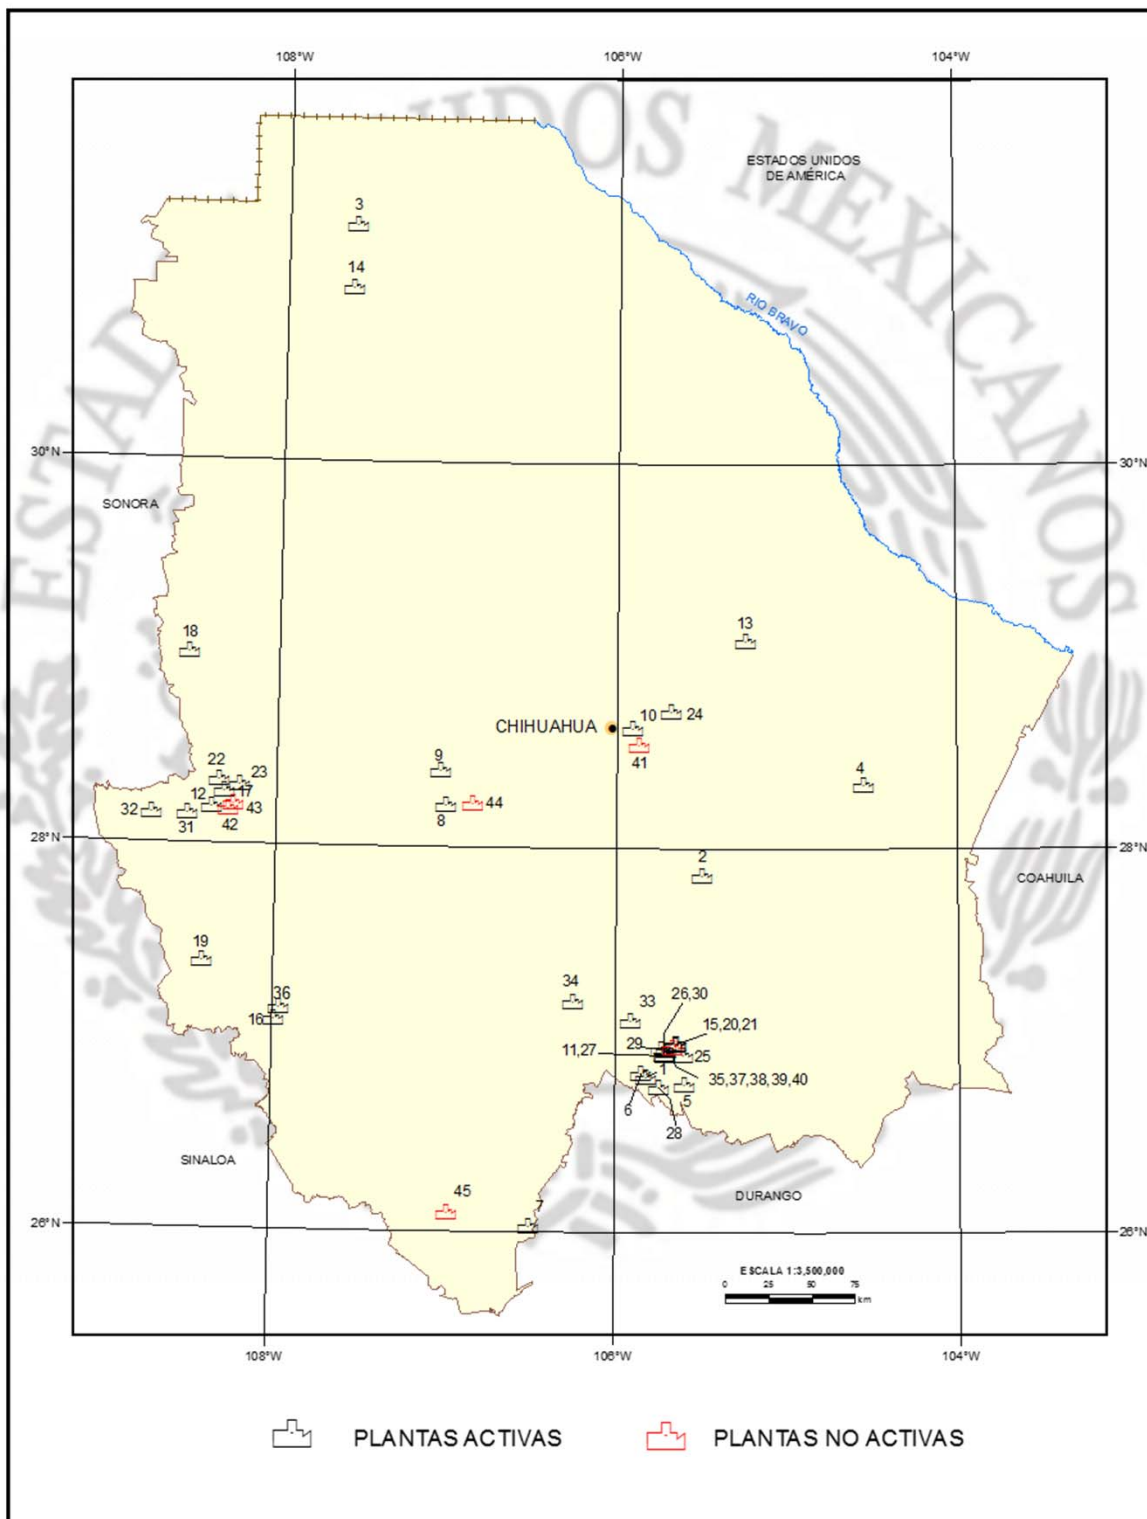 108°W 106°W 104°W
ESTADOS UNIDOS MEXICANOS
ESTADOS UNIDOS
DE AMÉRICA
3
14
RIO BRAVO
30°N 30°N
SONORA
18
13
10 24
CHIHUAHUA
41
9
22 23
4
12 17
32 43 44
31 42 8
28°N 28°N
2
COAHUILA
19
34
36
26,30
33
16
15,20,21
29
11,27 25
1
35,37,38,39,40
6 5
28
SINALOA
45
DURANGO
7
26°N 26°N
ESCALA 1:3,500,000
0 25 50 75
km
108°W 106°W 104°W
PLANTAS ACTIVAS PLANTAS NO ACTIVAS